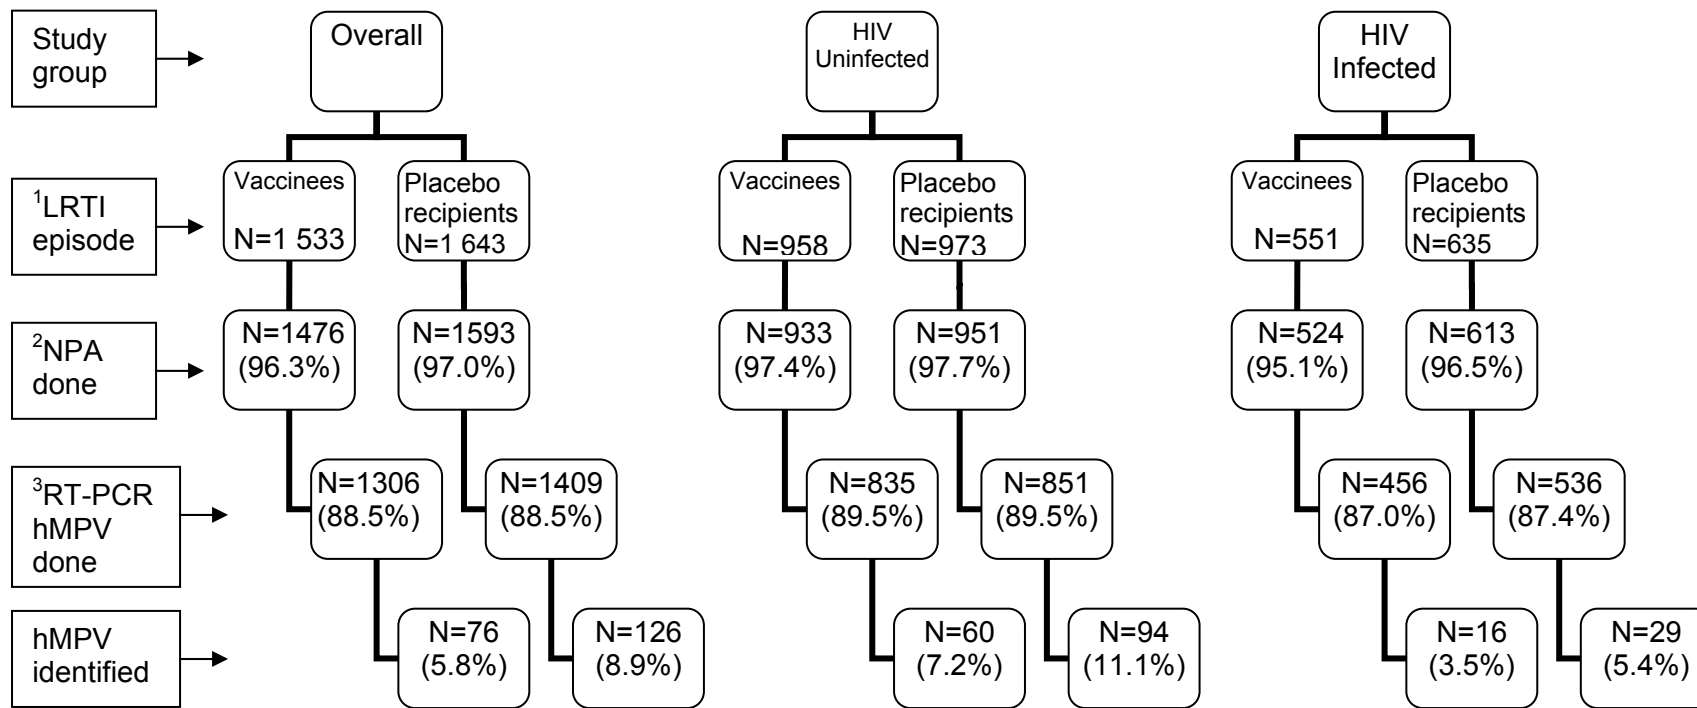 Study
group
Overall
HIV
Uninfected
HIV
Infected
¹LRTI
episode
Vaccinees
N=1 533
Placebo
recipients
N=1 643
Vaccinees
N=958
Placebo
recipients
N=973
Vaccinees
N=551
Placebo
recipients
N=635
²NPA
done
N=1476
(96.3%)
N=1593
(97.0%)
N=933
(97.4%)
N=951
(97.7%)
N=524
(95.1%)
N=613
(96.5%)
³RT-PCR
hMPV
done
N=1306
(88.5%)
N=1409
(88.5%)
N=835
(89.5%)
N=851
(89.5%)
N=456
(87.0%)
N=536
(87.4%)
hMPV
identified
N=76
(5.8%)
N=126
(8.9%)
N=60
(7.2%)
N=94
(11.1%)
N=16
(3.5%)
N=29
(5.4%)